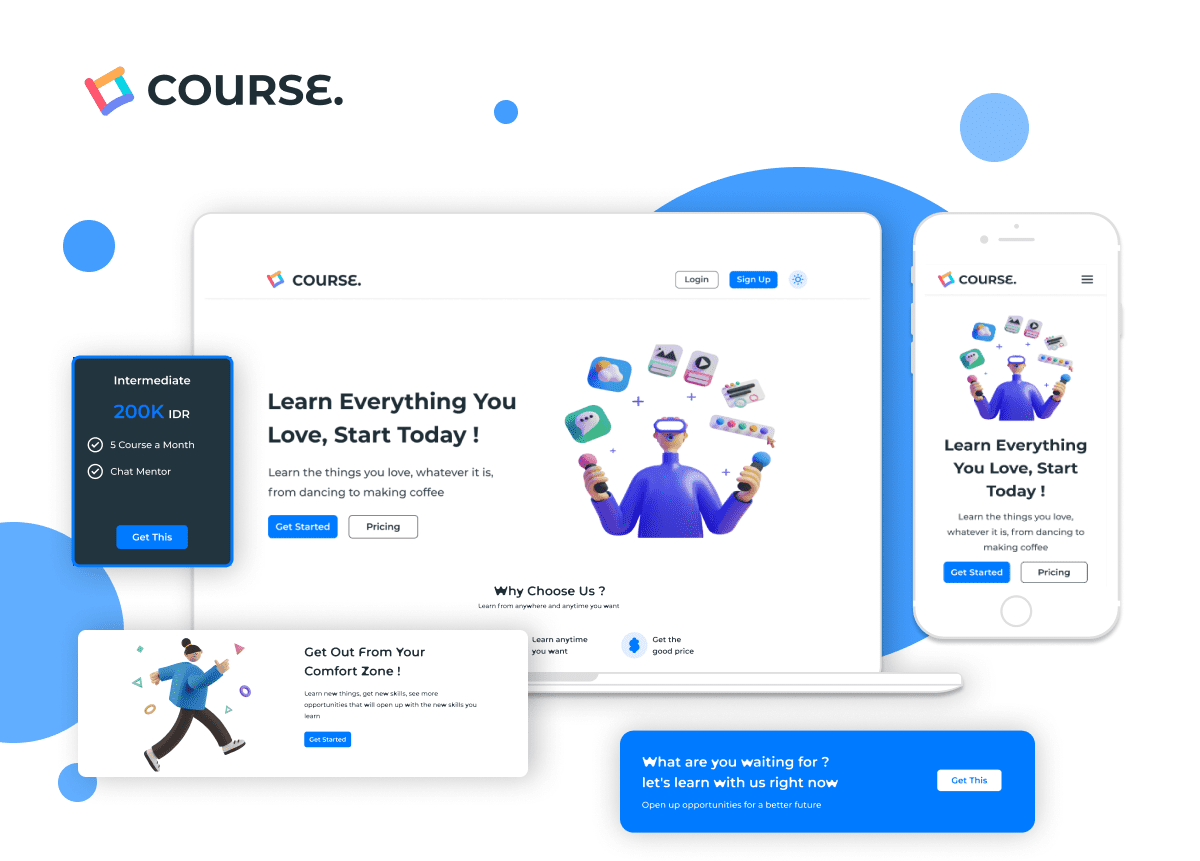 COURSE.
COURSE.
Login
Sign Up
Learn Everything You
Love, Start Today !
Learn the things you love, whatever it is,
from dancing to making coffee
Get Started
Pricing
Why Choose Us ?
Learn from anywhere and anytime you want
Learn anytime
you want
Get the
good price
COURSE.
Learn Everything
You Love, Start
Today !
Learn the things you love,
whatever it is, from dancing to
making coffee
Get Started
Pricing
Intermediate
200K IDR
5 Course a Month
Chat Mentor
Get This
Get Out From Your
Comfort Zone !
Learn new things, get new skills, see more
opportunities that will open up with the new skills you
learn
Get Started
What are you waiting for ?
let's learn with us right now
Open up opportunities for a better future
Get This